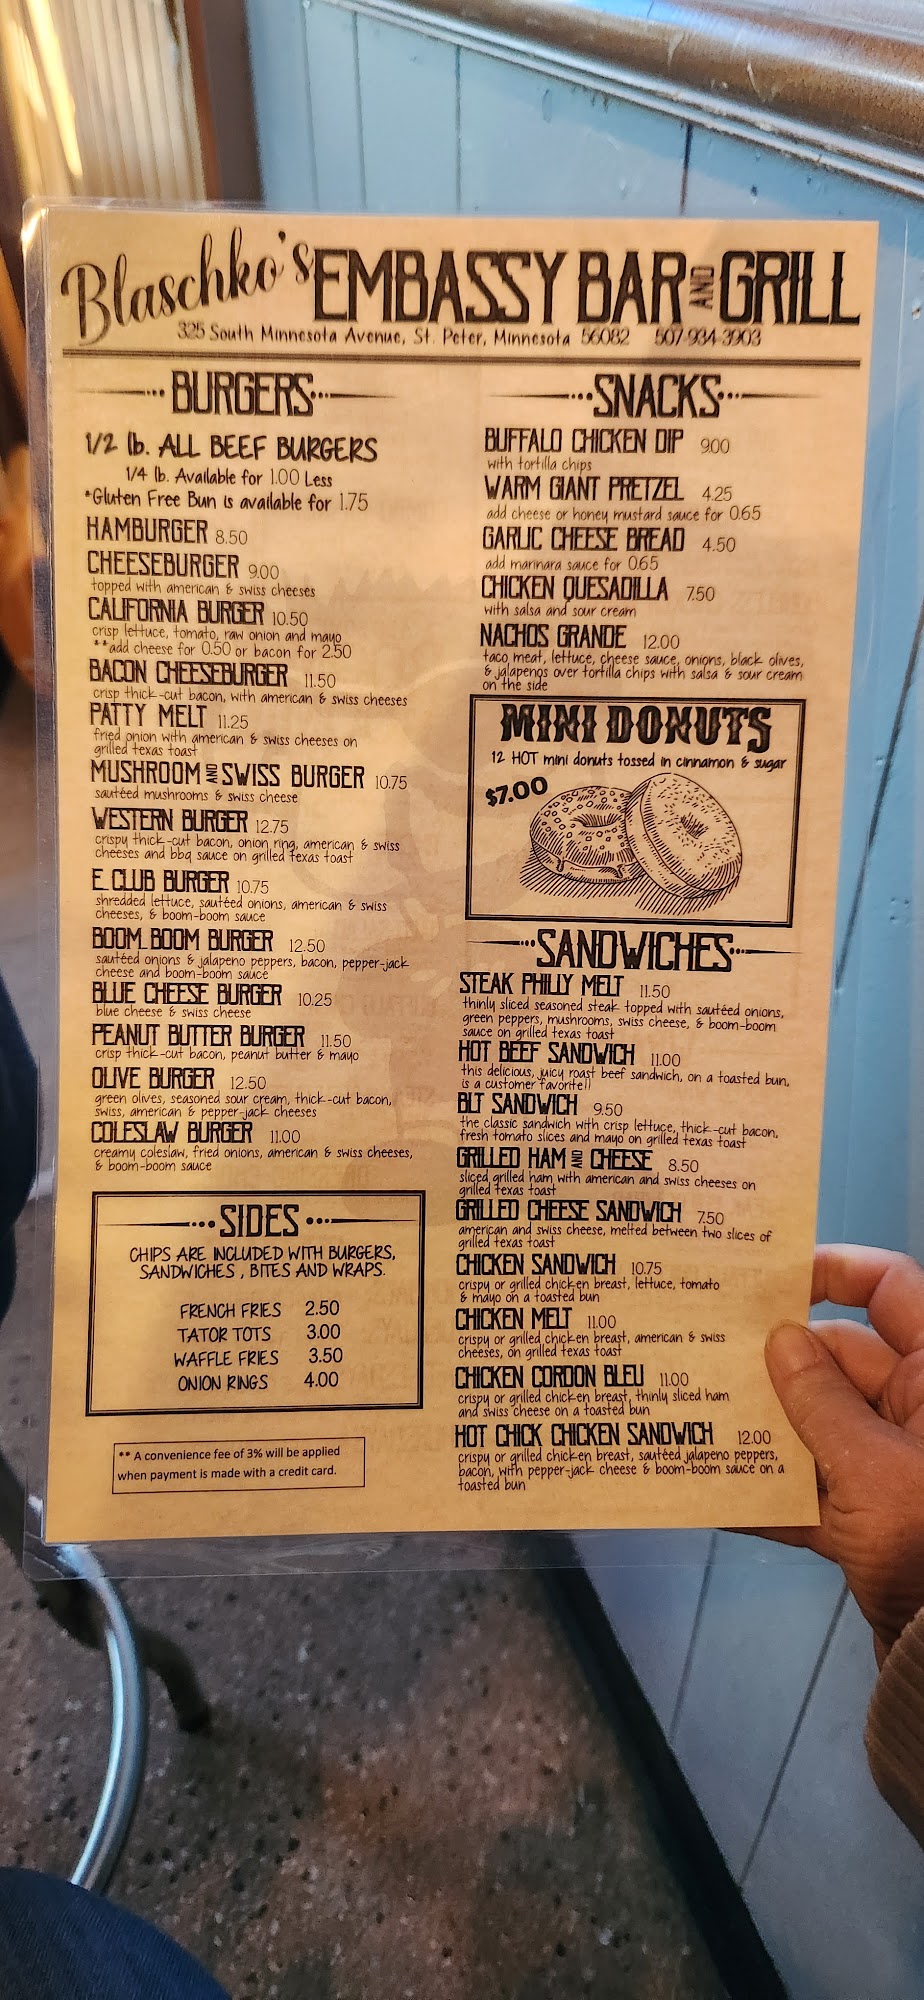 Blaschko's EMBASSY BAR AND GRILL
325 South Minnesota Avenue, St. Peter, Minnesota 56082 507-934-3903
BURGERS
1/2 lb. ALL BEEF BURGERS
1/4 lb. Available for 1.00 Less
*Gluten Free Bun is available for 1.75
HAMBURGER 8.50
CHEESEBURGER 9.00
topped with american & swiss cheeses
CALIFORNIA BURGER 10.50
crisp lettuce, tomato, raw onion and mayo
**add cheese for 0.50 or bacon for 2.50
BACON CHEESEBURGER 11.50
crisp thick-cut bacon, with american & swiss cheeses
PATTY MELT 11.25
fried onion with american & swiss cheeses on
grilled texas toast
MUSHROOM AND SWISS BURGER 10.75
sautéed mushrooms & swiss cheese
WESTERN BURGER 12.75
crispy thick-cut bacon, onion ring, american & swiss
cheeses and bbq sauce on grilled texas toast
E CLUB BURGER 10.75
shredded lettuce, sautéed onions, american & swiss
cheeses, & boom-boom sauce
BOOM BOOM BURGER 12.50
sautéed onions & jalapeno peppers, bacon, pepper-jack
cheese and boom-boom sauce
BLUE CHEESE BURGER 10.25
blue cheese & swiss cheese
PEANUT BUTTER BURGER 11.50
crisp thick-cut bacon, peanut butter & mayo
OLIVE BURGER 12.50
green olives, seasoned sour cream, thick-cut bacon,
swiss, american & pepper-jack cheeses
COLESLAW BURGER 11.00
creamy coleslaw, fried onions, american & swiss cheeses,
& boom-boom sauce
SIDES
CHIPS ARE INCLUDED WITH BURGERS,
SANDWICHES , BITES AND WRAPS.
FRENCH FRIES 2.50
TATOR TOTS 3.00
WAFFLE FRIES 3.50
ONION RINGS 4.00
** A convenience fee of 3% will be applied
when payment is made with a credit card.
SNACKS
BUFFALO CHICKEN DIP 9.00
with tortilla chips
WARM GIANT PRETZEL 4.25
add cheese or honey mustard sauce for 0.65
GARLIC CHEESE BREAD 4.50
add marinara sauce for 0.65
CHICKEN QUESADILLA 7.50
with salsa and sour cream
NACHOS GRANDE 12.00
taco meat, lettuce, cheese sauce, onions, black olives,
& jalapenos over tortilla chips with salsa & sour cream
on the side
MINI DONUTS
12 HOT mini donuts tossed in cinnamon & sugar
$7.00
SANDWICHES
STEAK PHILLY MELT 11.50
thinly sliced seasoned steak topped with sautéed onions,
green peppers, mushrooms, swiss cheese, & boom-boom
sauce on grilled texas toast
HOT BEEF SANDWICH 11.00
this delicious, juicy roast beef sandwich, on a toasted bun,
is a customer favorite!!
BLT SANDWICH 9.50
the classic sandwich with crisp lettuce, thick-cut bacon,
fresh tomato slices and mayo on grilled texas toast
GRILLED HAM AND CHEESE 8.50
sliced grilled ham with american and swiss cheeses on
grilled texas toast
GRILLED CHEESE SANDWICH 7.50
american and swiss cheese, melted between two slices of
grilled texas toast
CHICKEN SANDWICH 10.75
crispy or grilled chicken breast, lettuce, tomato
& mayo on a toasted bun
CHICKEN MELT 11.00
crispy or grilled chicken breast, american & swiss
cheeses, on grilled texas toast
CHICKEN CORDON BLEU 11.00
crispy or grilled chicken breast, thinly sliced ham
and swiss cheese on a toasted bun
HOT CHICK CHICKEN SANDWICH 12.00
crispy or grilled chicken breast, sautéed jalapeno peppers,
bacon, with pepper-jack cheese & boom-boom sauce on a
toasted bun